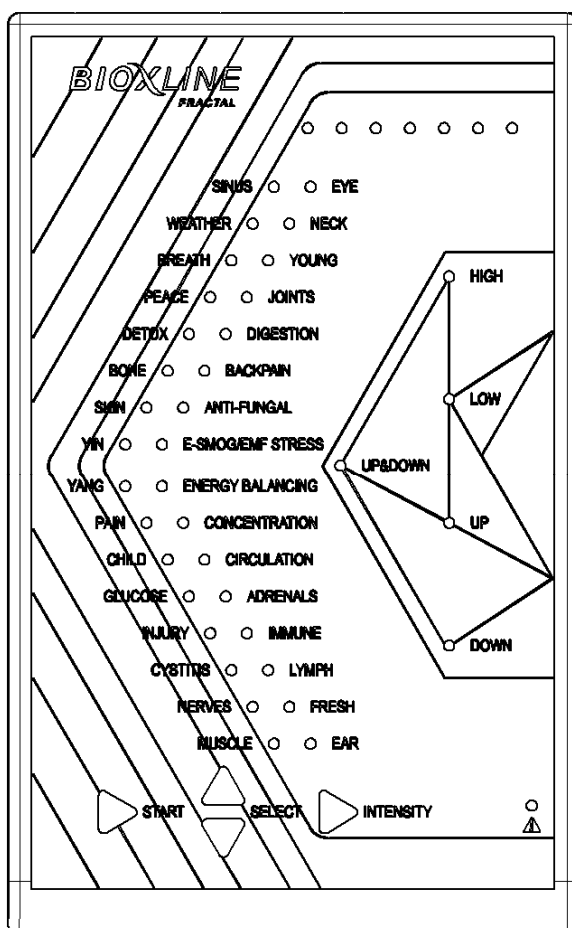 BIOXLINE
FRACTAL
SINUS EYE
WEATHER NECK
BREATH YOUNG
HIGH
PEACE JOINTS
DETOX DIGESTION
BONE BACKPAIN
LOW
SKIN ANTI-FUNGAL
YIN E-SMOG/EMF STRESS
UP&DOWN
YANG ENERGY BALANCING
PAIN CONCENTRATION
UP
CHILD CIRCULATION
GLUCOSE ADRENALS
INJURY IMMUNE
DOWN
CYSTITIS LYMPH
NERVES FRESH
MUSCLE EAR
START SELECT INTENSITY